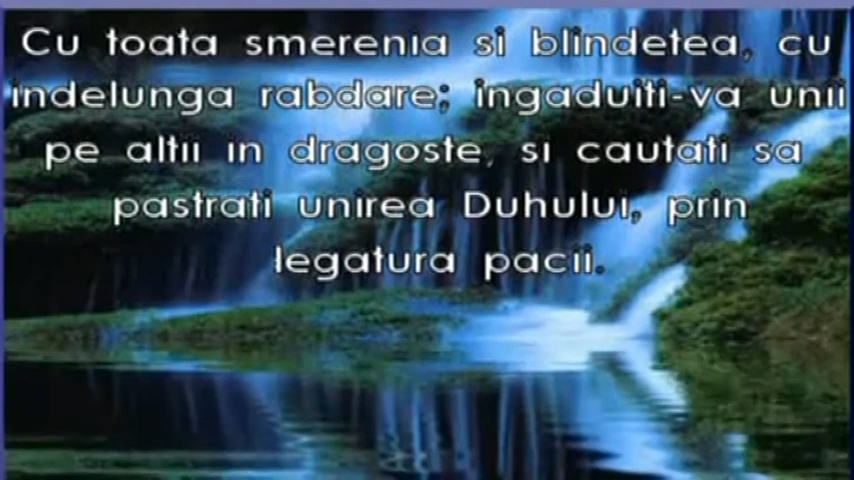 Cu toata smerenia si blindetea, cu
indelunga rabdare; ingaduiti-va unii
pe altii in dragoste, si cautati sa
pastrati unirea Duhului, prin
legatura pacii.